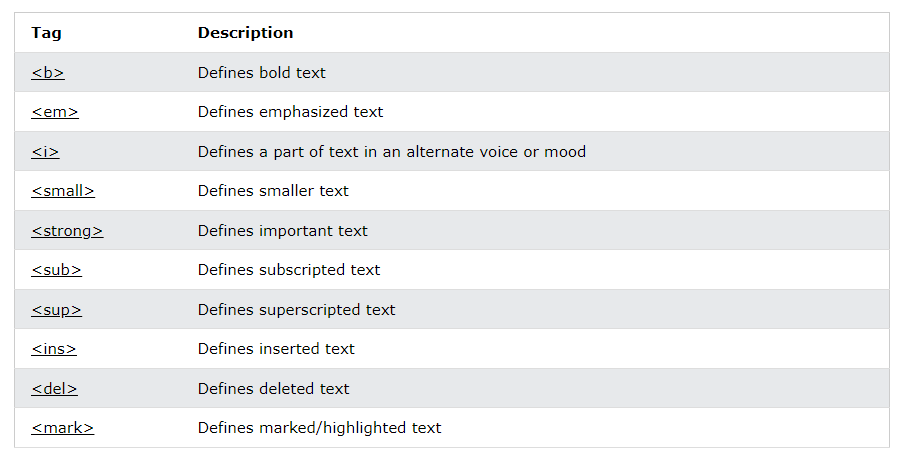 Tag Description
<b> Defines bold text
<em> Defines emphasized text
<i> Defines a part of text in an alternate voice or mood
<small> Defines smaller text
<strong> Defines important text
<sub> Defines subscripted text
<sup> Defines superscripted text
<ins> Defines inserted text
<del> Defines deleted text
<mark> Defines marked/highlighted text